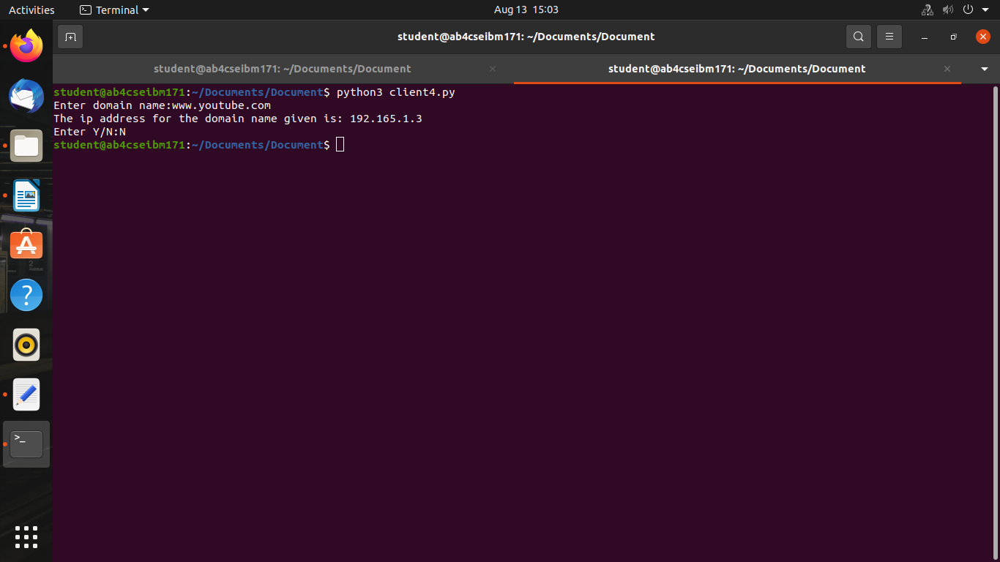 Activities
Terminal
Aug 13 15:03
student@ab4cseibm171: ~/Documents/Document
student@ab4cseibm171: ~/Documents/Document
student@ab4cseibm171: ~/Documents/Document
student@ab4cseibm171:~/Documents/Document$ python3 client4.py
Enter domain name:www.youtube.com
The ip address for the domain name given is: 192.165.1.3
Enter Y/N:N
student@ab4cseibm171:~/Documents/Document$